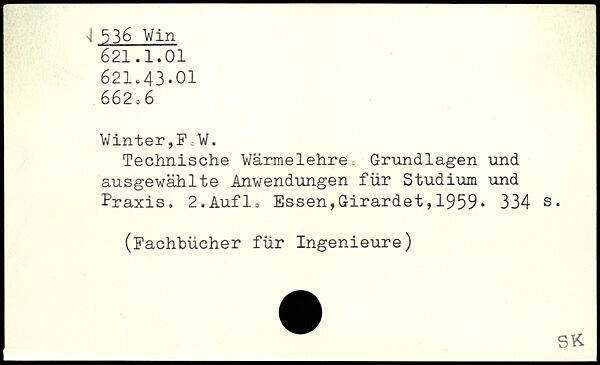 536 Win
621.1.01
621.43.01
662.6
Winter,F.W.
Technische Wärmelehre. Grundlagen und
ausgewählte Anwendungen für Studium und
Praxis. 2.Aufl. Essen,Girardet,1959. 334 s.
(Fachbücher für Ingenieure)
SK